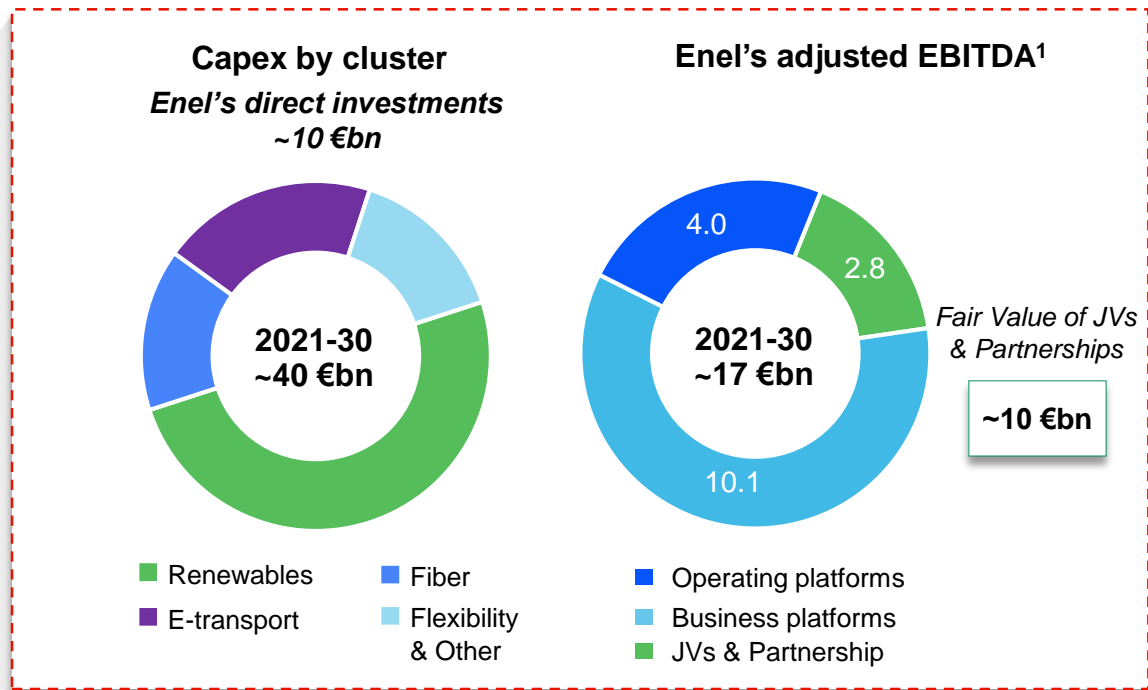 Capex by cluster
Enel's direct investments
~10 €bn
2021-30
~40 €bn
Renewables
Fiber
E-transport
Flexibility
& Other
Enel's adjusted EBITDA¹
4.0
2.8
10.1
2021-30
~17 €bn
Fair Value of JVs
& Partnerships
~10 €bn
Operating platforms
Business platforms
JVs & Partnership